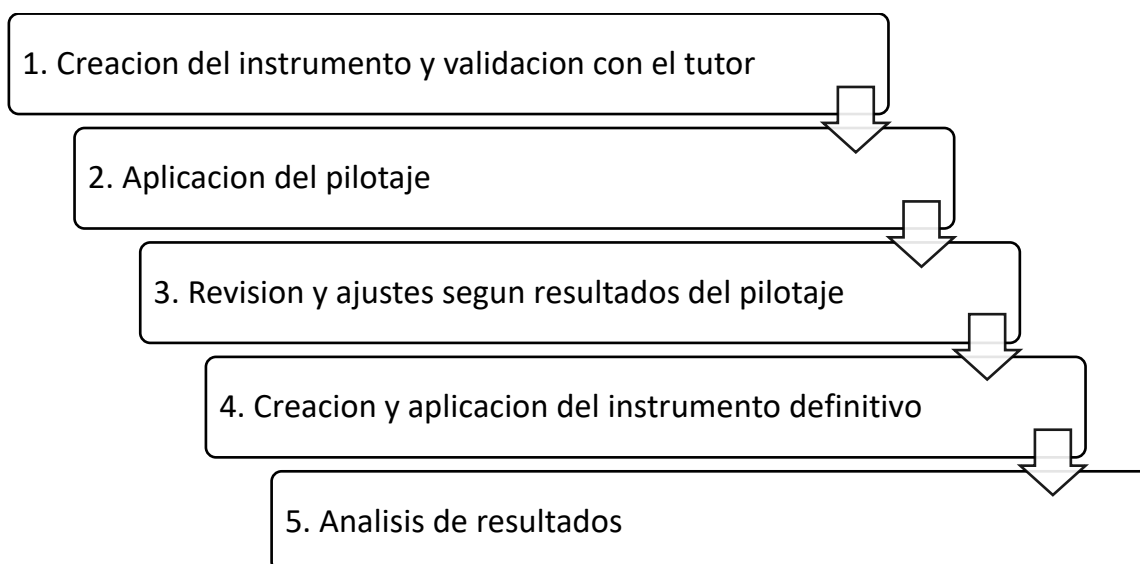 1. Creacion del instrumento y validacion con el tutor
2. Aplicacion del pilotaje
3. Revision y ajustes segun resultados del pilotaje
4. Creacion y aplicacion del instrumento definitivo
5. Analisis de resultados